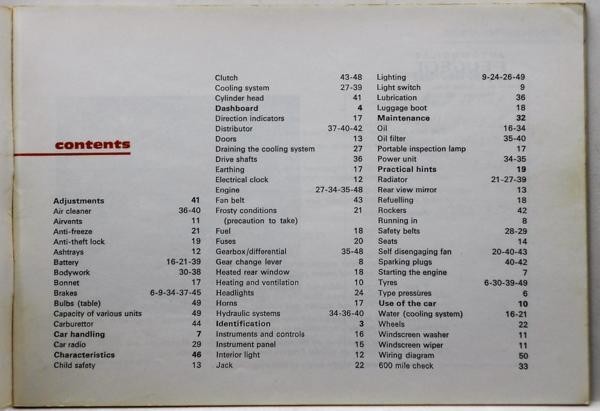 contents
Adjustments 41
Air cleaner 36-40
Airvents 11
Anti-freeze 21
Anti-theft lock 19
Ashtrays 12
Battery 16-21-39
Bodywork 30-38
Bonnet 17
Brakes 6-9-34-37-45
Bulbs (table) 49
Capacity of various units 49
Carburettor 44
Car handling 7
Car radio 29
Characteristics 46
Child safety 13
Clutch 43-48
Cooling system 27-39
Cylinder head 41
Dashboard 4
Direction indicators 17
Distributor 37-40-42
Doors 13
Draining the cooling system 27
Drive shafts 36
Earthing 17
Electrical clock 12
Engine 27-34-35-48
Fan belt 43
Frosty conditions 21
(precaution to take)
Fuel 18
Fuses 20
Gearbox/differential 35-48
Gear change lever 8
Heated rear window 18
Heating and ventilation 10
Headlights 24
Horns 17
Hydraulic systems 34-36-40
Identification 3
Instruments and controls 16
Instrument panel 15
Interior light 12
Jack 22
Lighting 9-24-26-49
Light switch 9
Lubrication 36
Luggage boot 18
Maintenance 32
Oil 16-34
Oil filter 35-40
Portable inspection lamp 17
Power unit 34-35
Practical hints 19
Radiator 21-27-39
Rear view mirror 13
Refuelling 18
Rockers 42
Running in 8
Safety belts 28-29
Seats 14
Self disengaging fan 20-40-43
Sparking plugs 40-42
Starting the engine 7
Tyres 6-30-39-49
Type pressures 6
Use of the car 10
Water (cooling system) 16-21
Wheels 22
Windscreen washer 11
Windscreen wiper 11
Wiring diagram 50
600 mile check 33